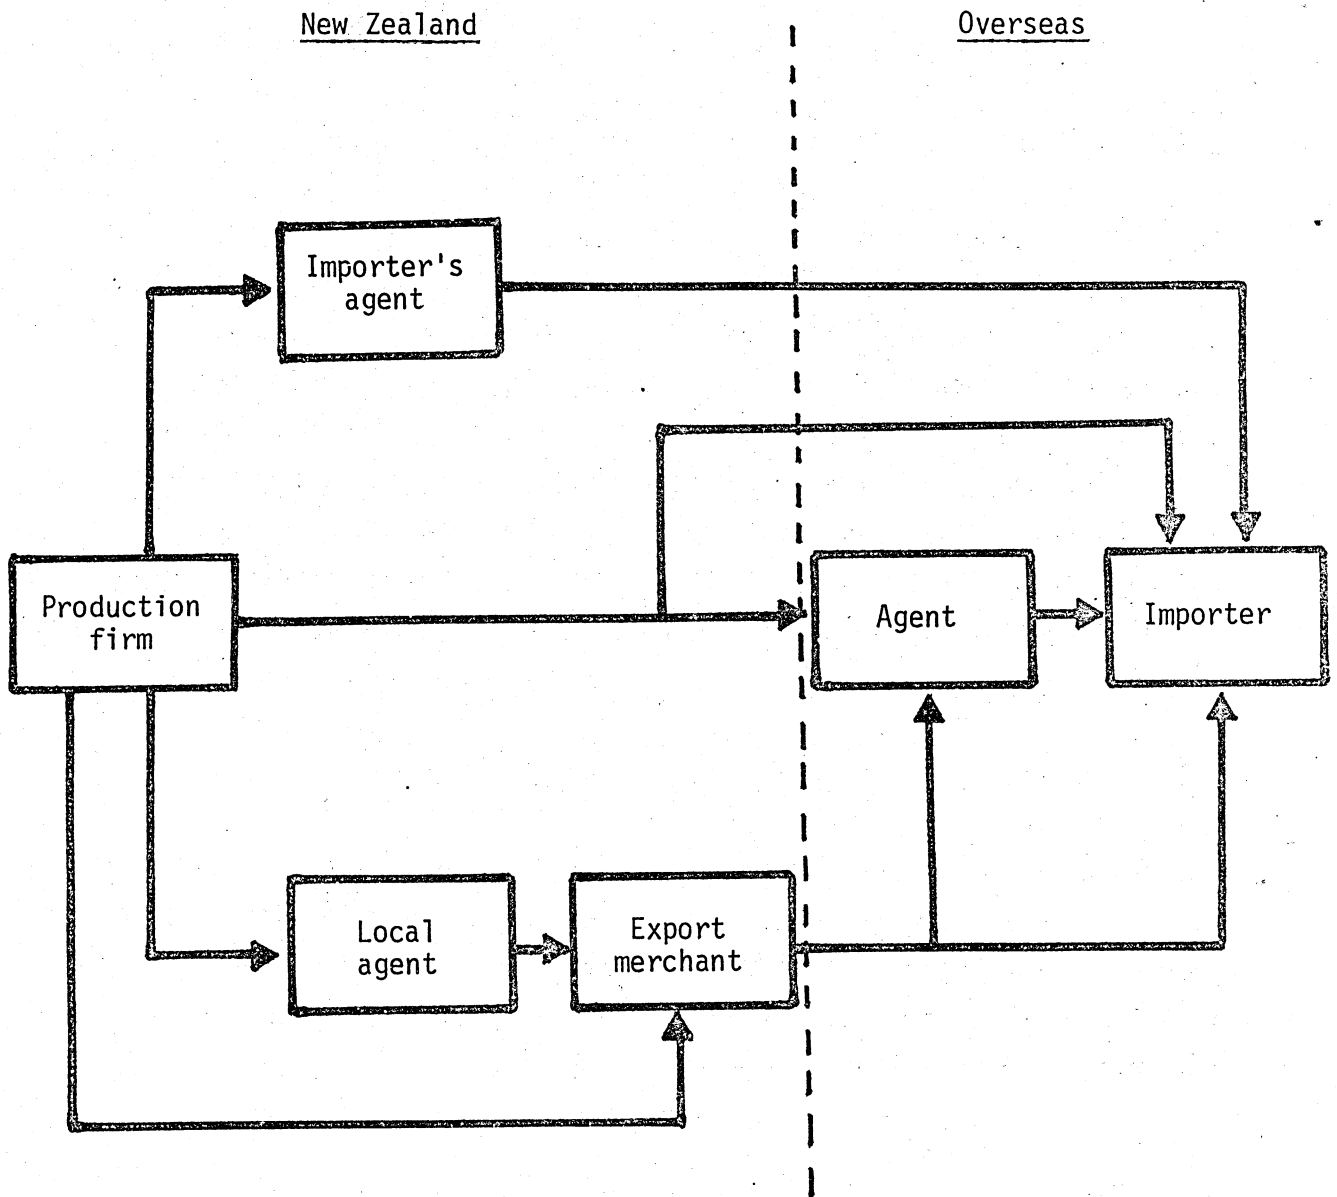 New Zealand
Overseas
Importer's
agent
Production
firm
Agent
Importer
Local
agent
Export
merchant